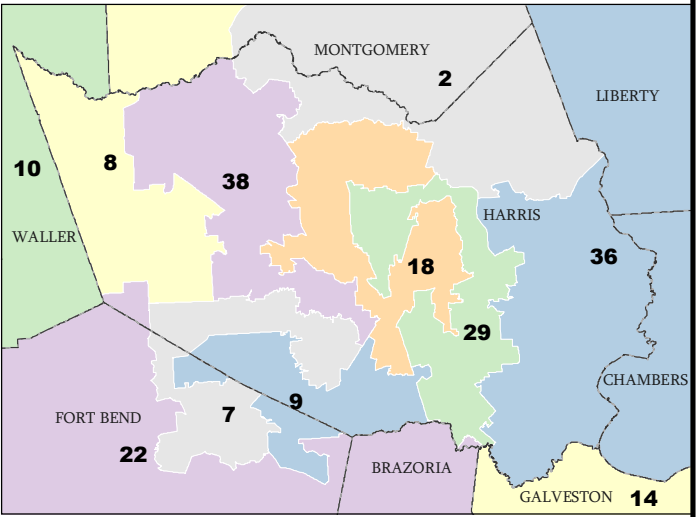 MONTGOMERY
2
LIBERTY
10
8
38
HARRIS
WALLER
18
36
29
CHAMBERS
9
7
FORT BEND
22
BRAZORIA
GALVESTON 14